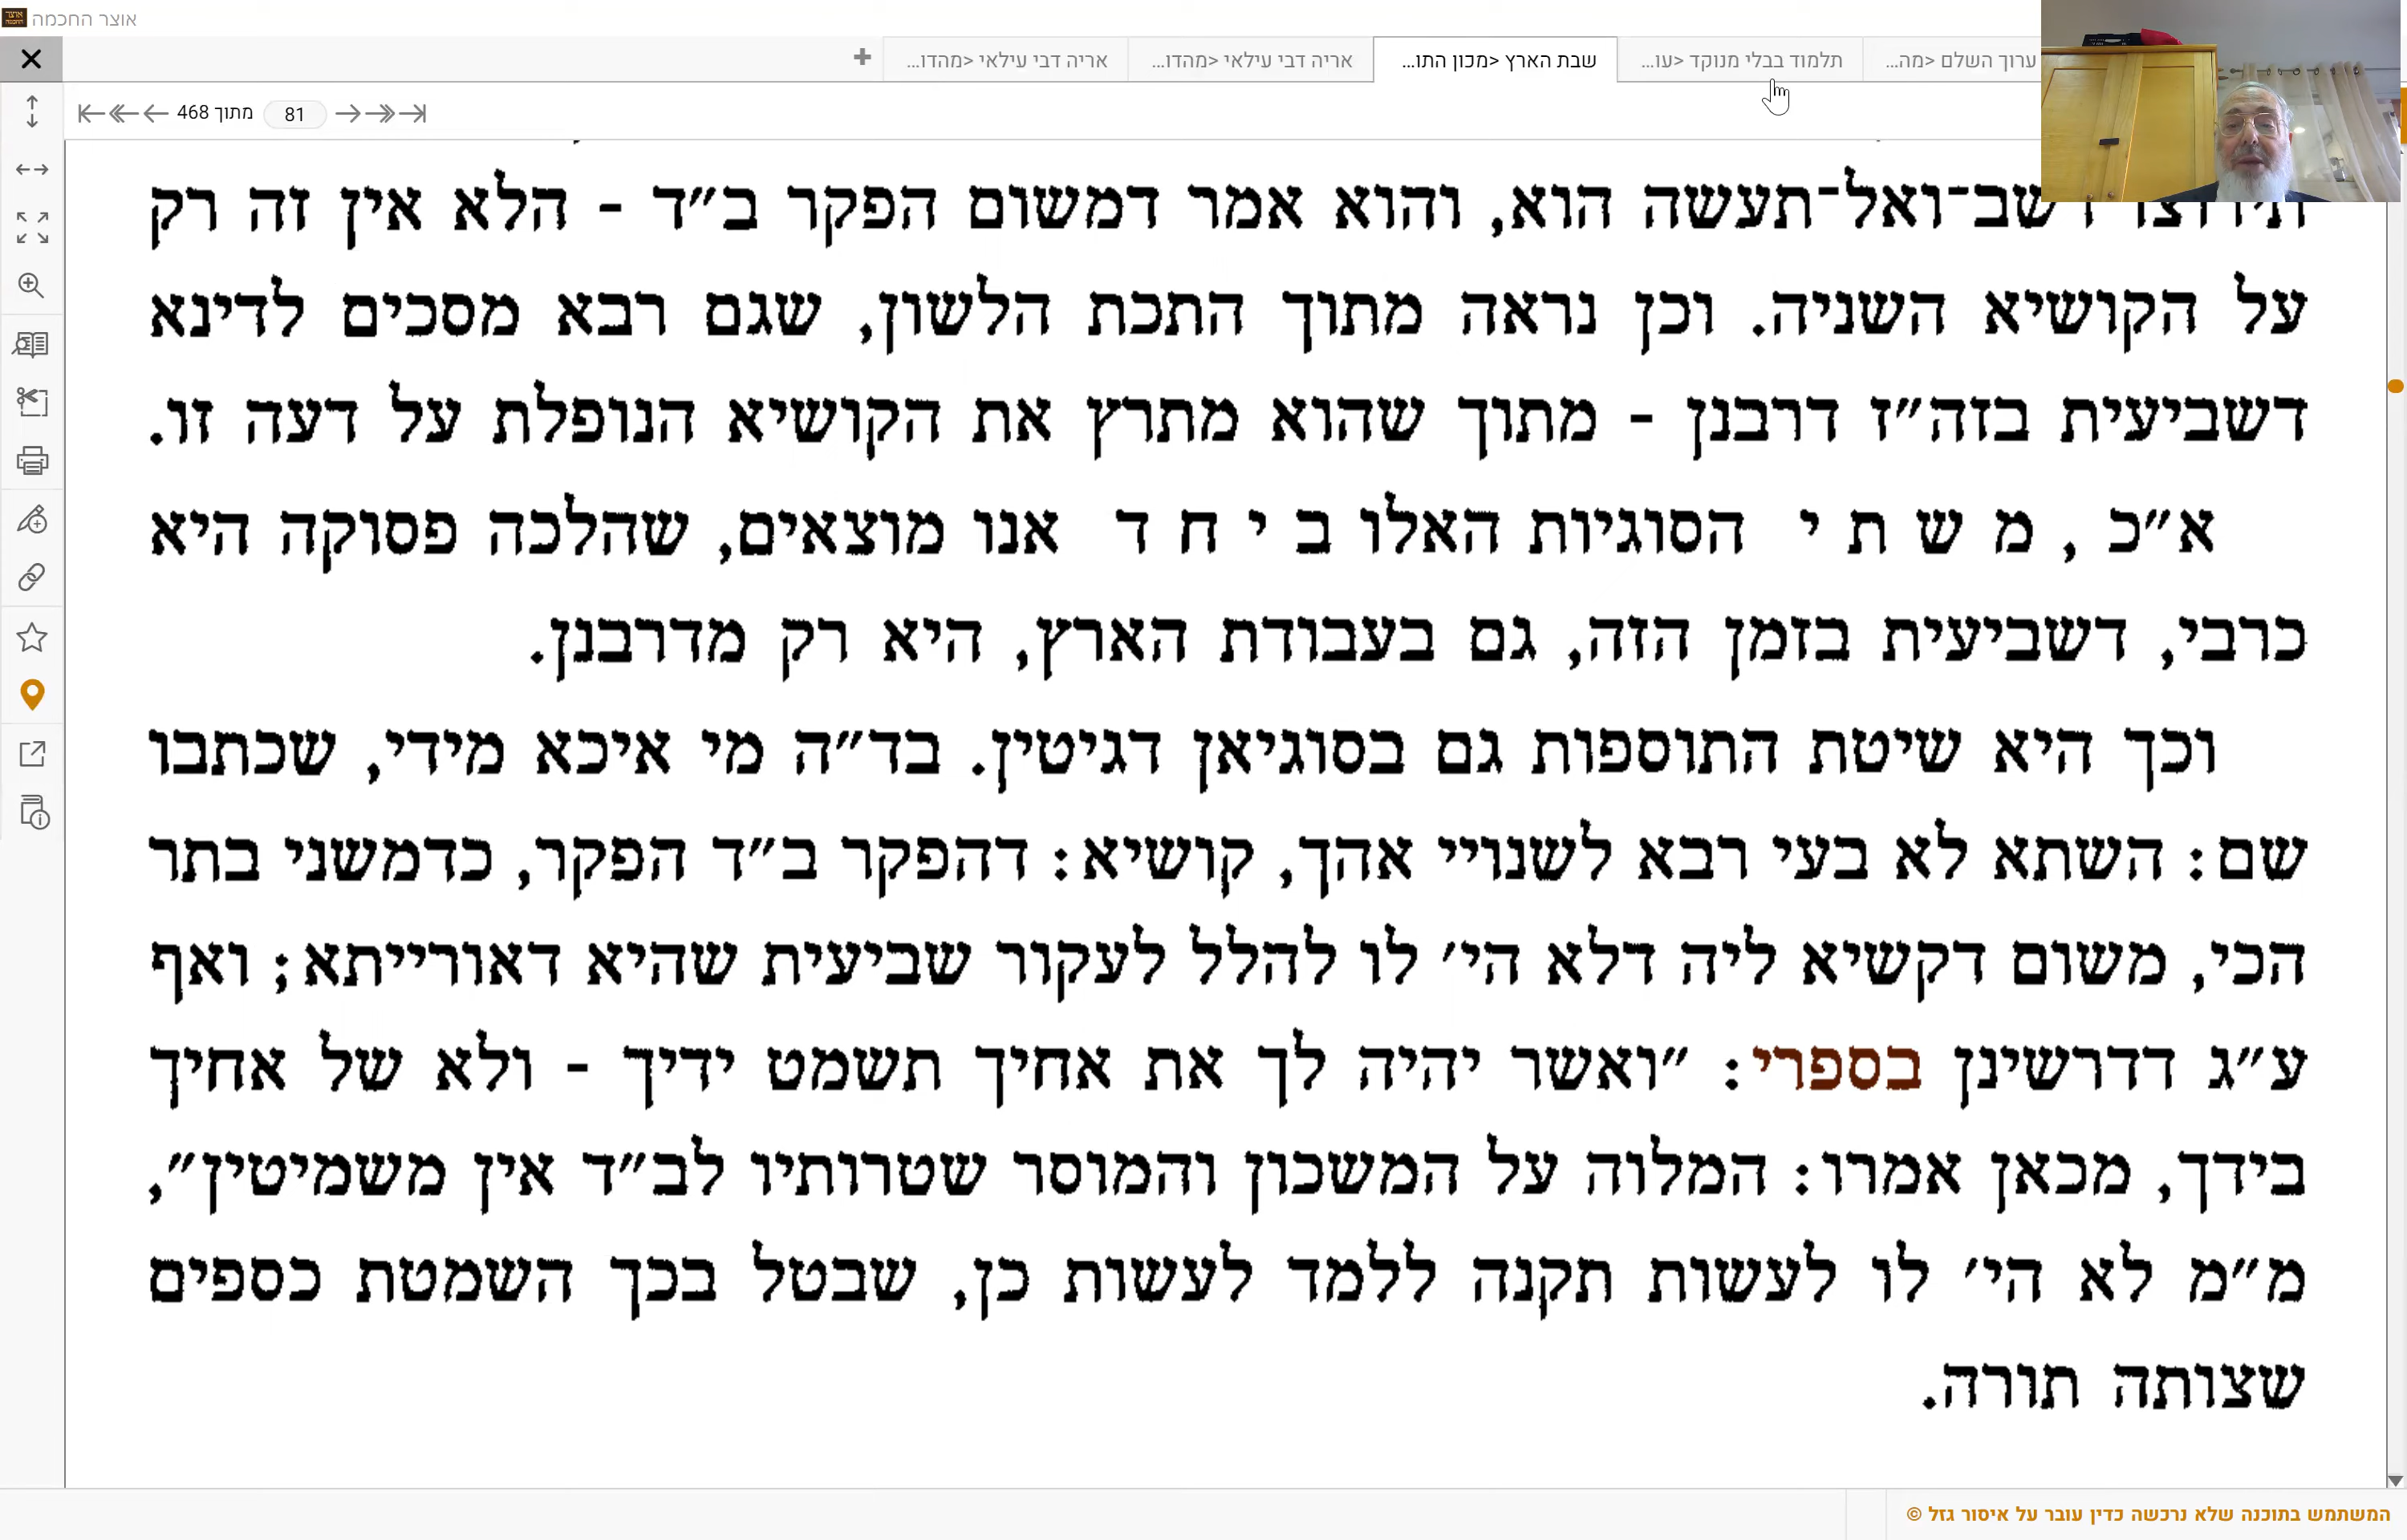 אוצר החכמה
ערוך השלם <מה...
תלמוד בבלי מנוקד <עו...
שבת הארץ <מכון התו...
אריה דבי עילאי <מהדו...
אריה דבי עילאי <מהדו...
81 מתוך 468
שב־ואל־תעשה הוא, והוא אמר דמשום הפקר ב״ד - הלא אין זה רק
על הקושיא השניה. וכן נראה מתוך התכת הלשון, שגם רבא מסכים לדינא
דשביעית בזה״ז דרבנן - מתוך שהוא מתרץ את הקושיא הנופלת על דעה זו.
א״כ, מ ש ת י הסוגיות האלו ב י ח ד אנו מוצאים, שהלכה פסוקה היא
כרבי, דשביעית בזמן הזה, גם בעבודת הארץ, היא רק מדרבנן.
וכך היא שיטת התוספות גם בסוגיאן דגיטין. בד״ה מי איכא מידי, שכתבו
שם: השתא לא בעי רבא לשנויי אהך, קושיא: דהפקר ב״ד הפקר, כדמשני בתר
הכי, משום דקשיא ליה דלא הי׳ לו להלל לעקור שביעית שהיא דאורייתא; ואף
ע״ג דדרשינן בספרי: ״ואשר יהיה לך את אחיך תשמט ידיך - ולא של אחיך
בידך, מכאן אמרו: המלוה על המשכון והמוסר שטרותיו לב״ד אין משמיטין״,
מ״מ לא הי׳ לו לעשות תקנה ללמד לעשות כן, שבטל בכך השמטת כספים
שצותה תורה.
המשתמש בתוכנה שלא נרכשה כדין עובר על איסור גזל ©